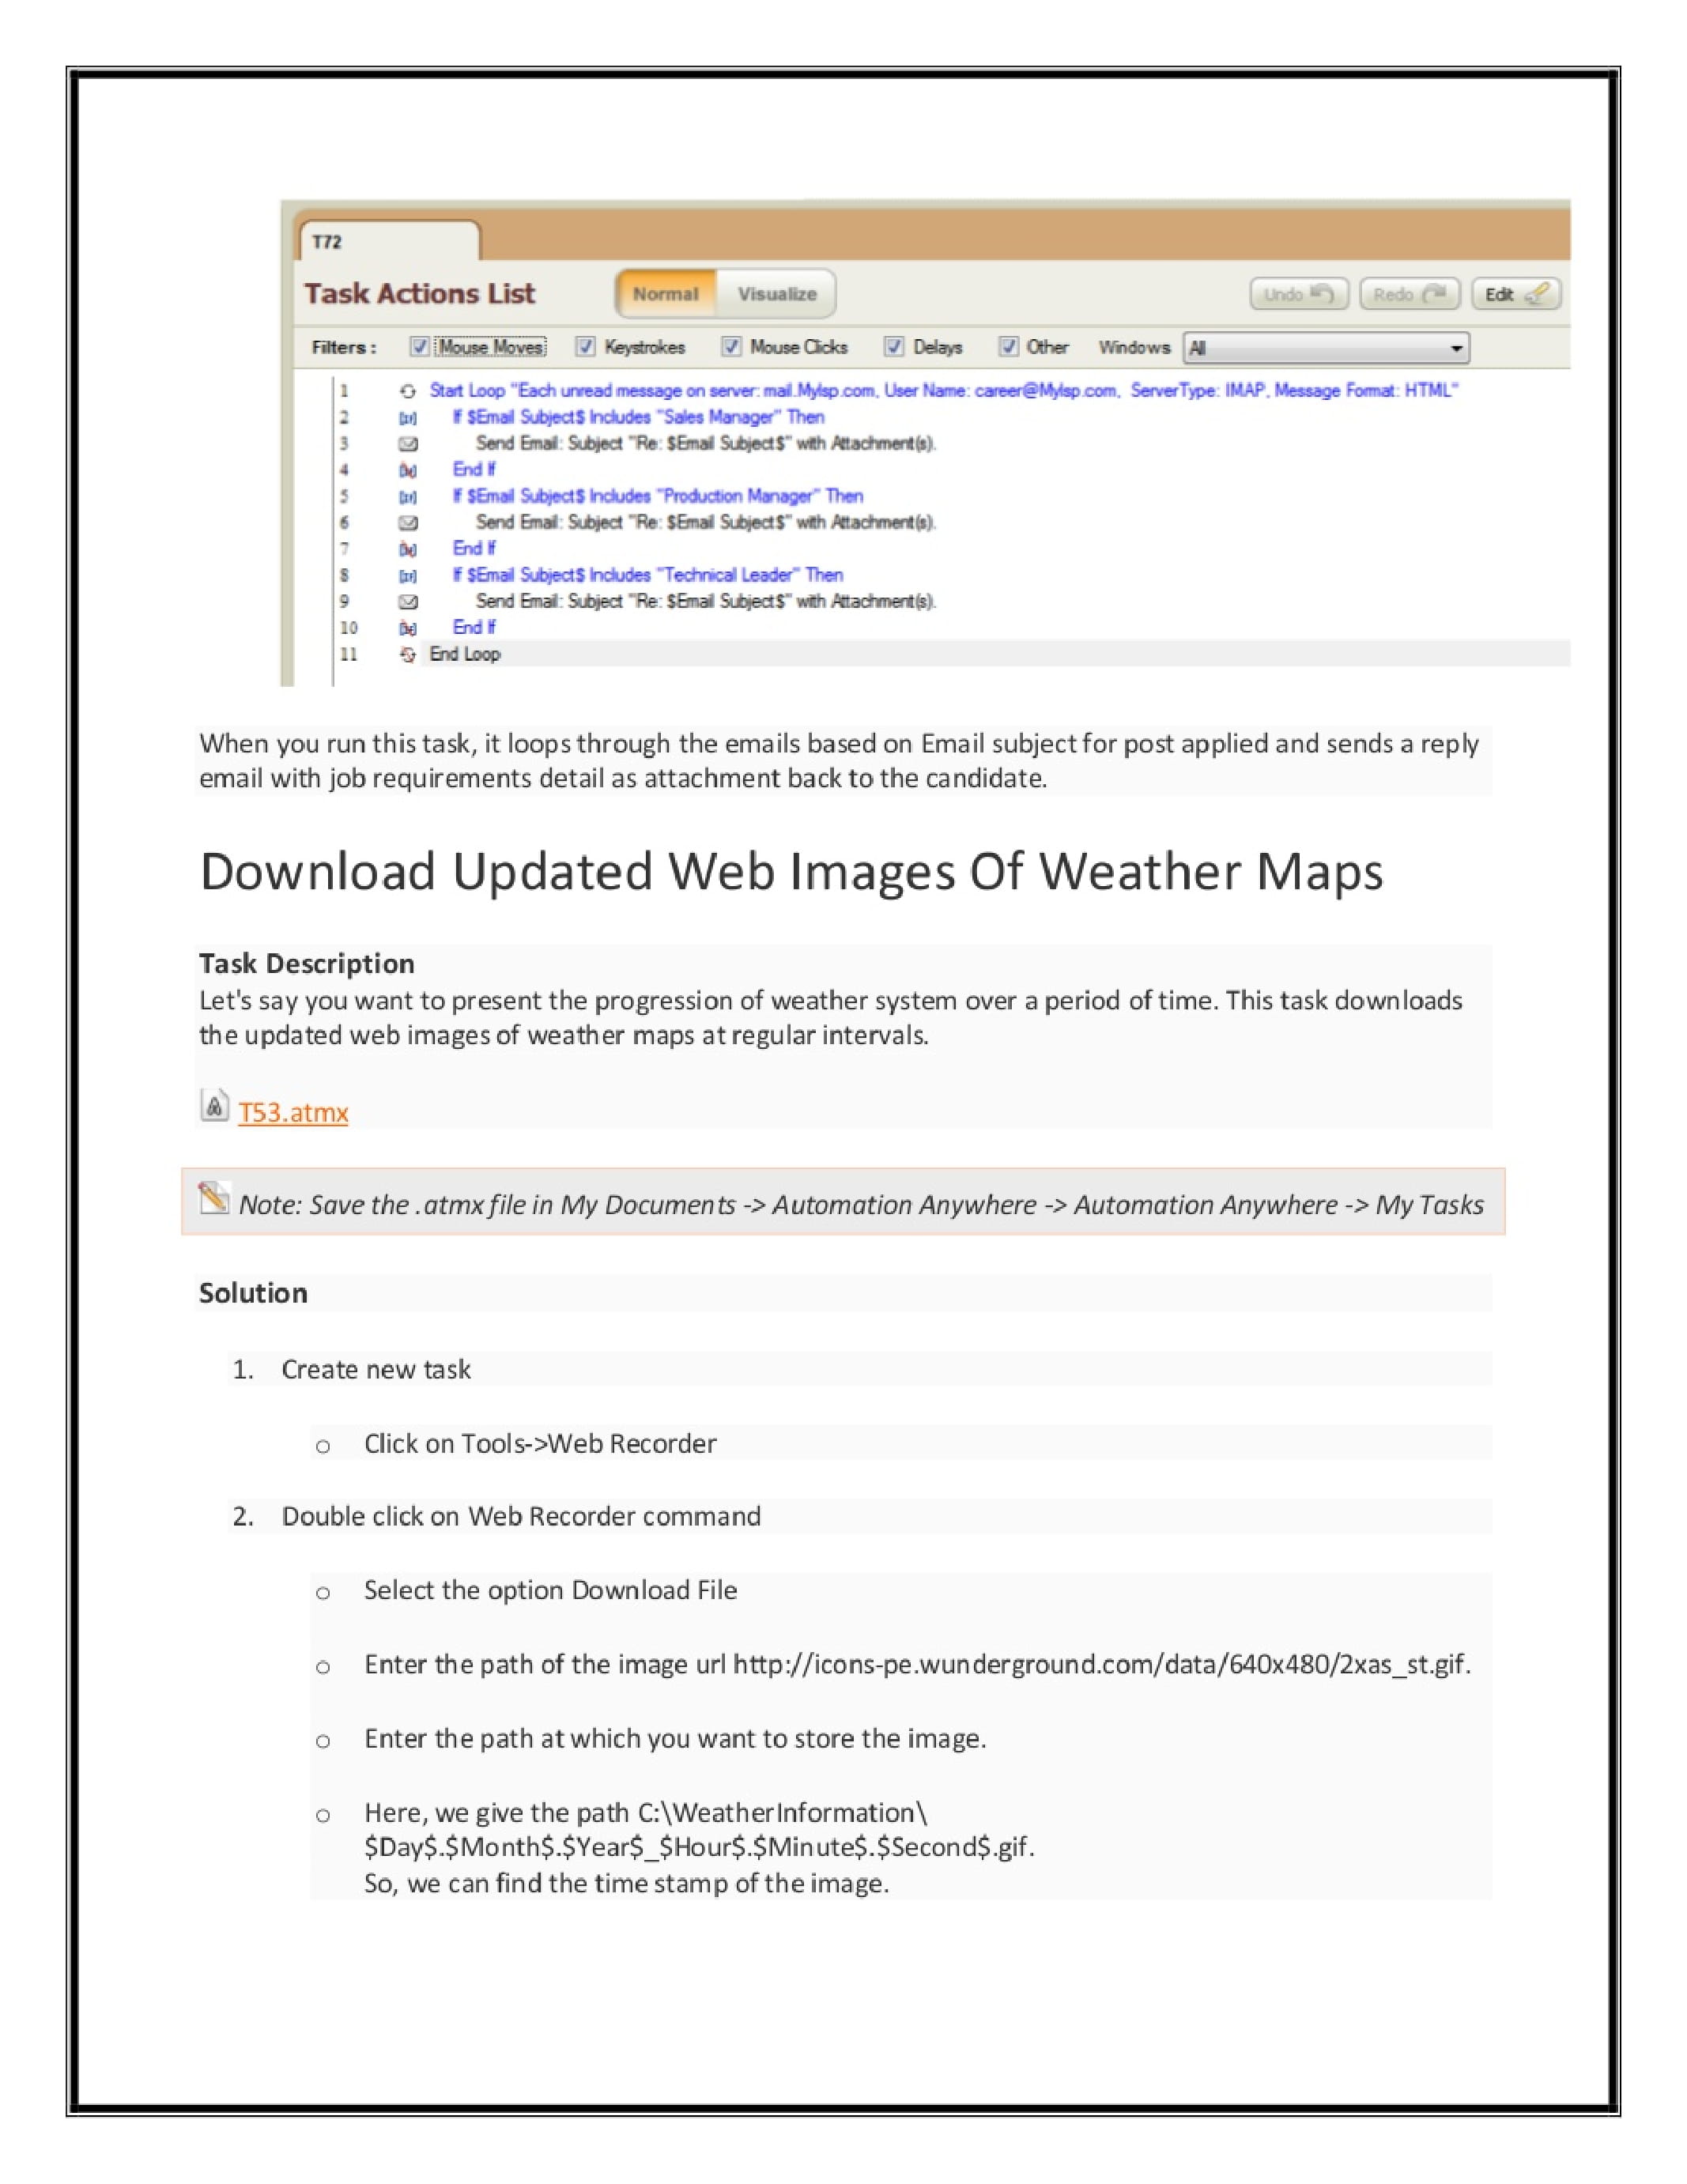 T72
Task Actions List Normal Visualize Undo Redo Edit
Filters : Mouse Moves Keystrokes Mouse Clicks Delays Other Windows All
1 Start Loop "Each unread message on server: mail.MyIsp.com, User Name: career@MyIsp.com, ServerType: IMAP, Message Format: HTML"
2 If $Email Subject$ Includes "Sales Manager" Then
3 Send Email: Subject "Re: $Email Subject$" with Attachment(s).
4 End If
5 If $Email Subject$ Includes "Production Manager" Then
6 Send Email: Subject "Re: $Email Subject$" with Attachment(s).
7 End If
8 If $Email Subject$ Includes "Technical Leader" Then
9 Send Email: Subject "Re: $Email Subject$" with Attachment(s).
10 End If
11 End Loop
When you run this task, it loops through the emails based on Email subject for post applied and sends a reply
email with job requirements detail as attachment back to the candidate.
Download Updated Web Images Of Weather Maps
Task Description
Let's say you want to present the progression of weather system over a period of time. This task downloads
the updated web images of weather maps at regular intervals.
T53.atmx
Note: Save the .atmx file in My Documents -> Automation Anywhere -> Automation Anywhere -> My Tasks
Solution
1. Create new task
o Click on Tools->Web Recorder
2. Double click on Web Recorder command
o Select the option Download File
o Enter the path of the image url http://icons-pe.wunderground.com/data/640x480/2xas_st.gif.
o Enter the path at which you want to store the image.
o Here, we give the path C:\WeatherInformation\
$Day$.$Month$.$Year$_$Hour$.$Minute$.$Second$.gif.
So, we can find the time stamp of the image.